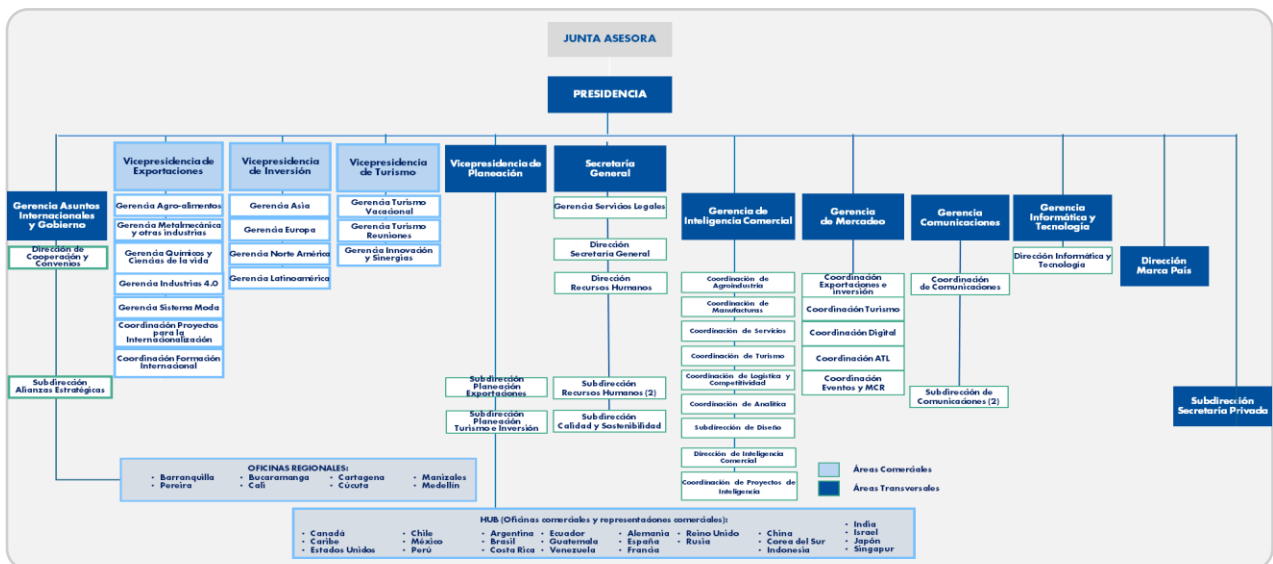 JUNTA ASESORA
PRESIDENCIA
Gerencia Asuntos
Internacionales
y Gobierno
Dirección de
Cooperación y
Convenios
Subdirección
Alianzas Estratégicas
Vicepresidencia de
Exportaciones
Gerencia Agro-alimentos
Gerencia Metalmecánica
y otras industrias
Gerencia Químicos y
Ciencias de la vida
Gerencia Industrias 4.0
Gerencia Sistema Moda
Coordinación Proyectos
para la
Internacionalización
Coordinación Formación
Internacional
Vicepresidencia
de Inversión
Gerencia Asia
Gerencia Europa
Gerencia Norte América
Gerencia Latinoamérica
Vicepresidencia
de Turismo
Gerencia Turismo
Vacacional
Gerencia Turismo
Reuniones
Gerencia Innovación
y Sinergias
Vicepresidencia de
Planeación
Subdirección
Planeación
Exportaciones
Subdirección
Planeación
Turismo e Inversión
Secretaría
General
Gerencia Servicios Legales
Dirección
Secretaría General
Dirección
Recursos Humanos
Subdirección
Recursos Humanos (2)
Subdirección
Calidad y Sostenibilidad
Gerencia de
Inteligencia Comercial
Coordinación de
Agroindustria
Coordinación de
Manufacturas
Coordinación de Servicios
Coordinación de Turismo
Coordinación de Logística y
Competitividad
Coordinación de Analítica
Subdirección de Diseño
Dirección de Inteligencia
Comercial
Coordinación de Proyectos de
Inteligencia
Gerencia
de Mercadeo
Coordinación
Exportaciones e
inversión
Coordinación Turismo
Coordinación Digital
Coordinación ATL
Coordinación
Eventos y MCR
Gerencia
Comunicaciones
Coordinación
de Comunicaciones
Subdirección de
Comunicaciones (2)
Gerencia
Informática y
Tecnología
Dirección Informática y
Tecnología
Dirección
Marca País
Subdirección
Secretaría Privada
OFICINAS REGIONALES:
• Barranquilla • Bucaramanga • Cartagena • Manizales
• Pereira • Cali • Cúcuta • Medellín
Áreas Comerciales
Áreas Transversales
HUB (Oficinas comerciales y representaciones comerciales):
• Canadá
• Caribe
• Estados Unidos
• Chile
• México
• Perú
• Argentina
• Brasil
• Costa Rica
• Ecuador
• Guatemala
• Venezuela
• Alemania
• España
• Francia
• Reino Unido
• Rusia
• China
• Corea del Sur
• Indonesia
• India
• Israel
• Japón
• Singapur